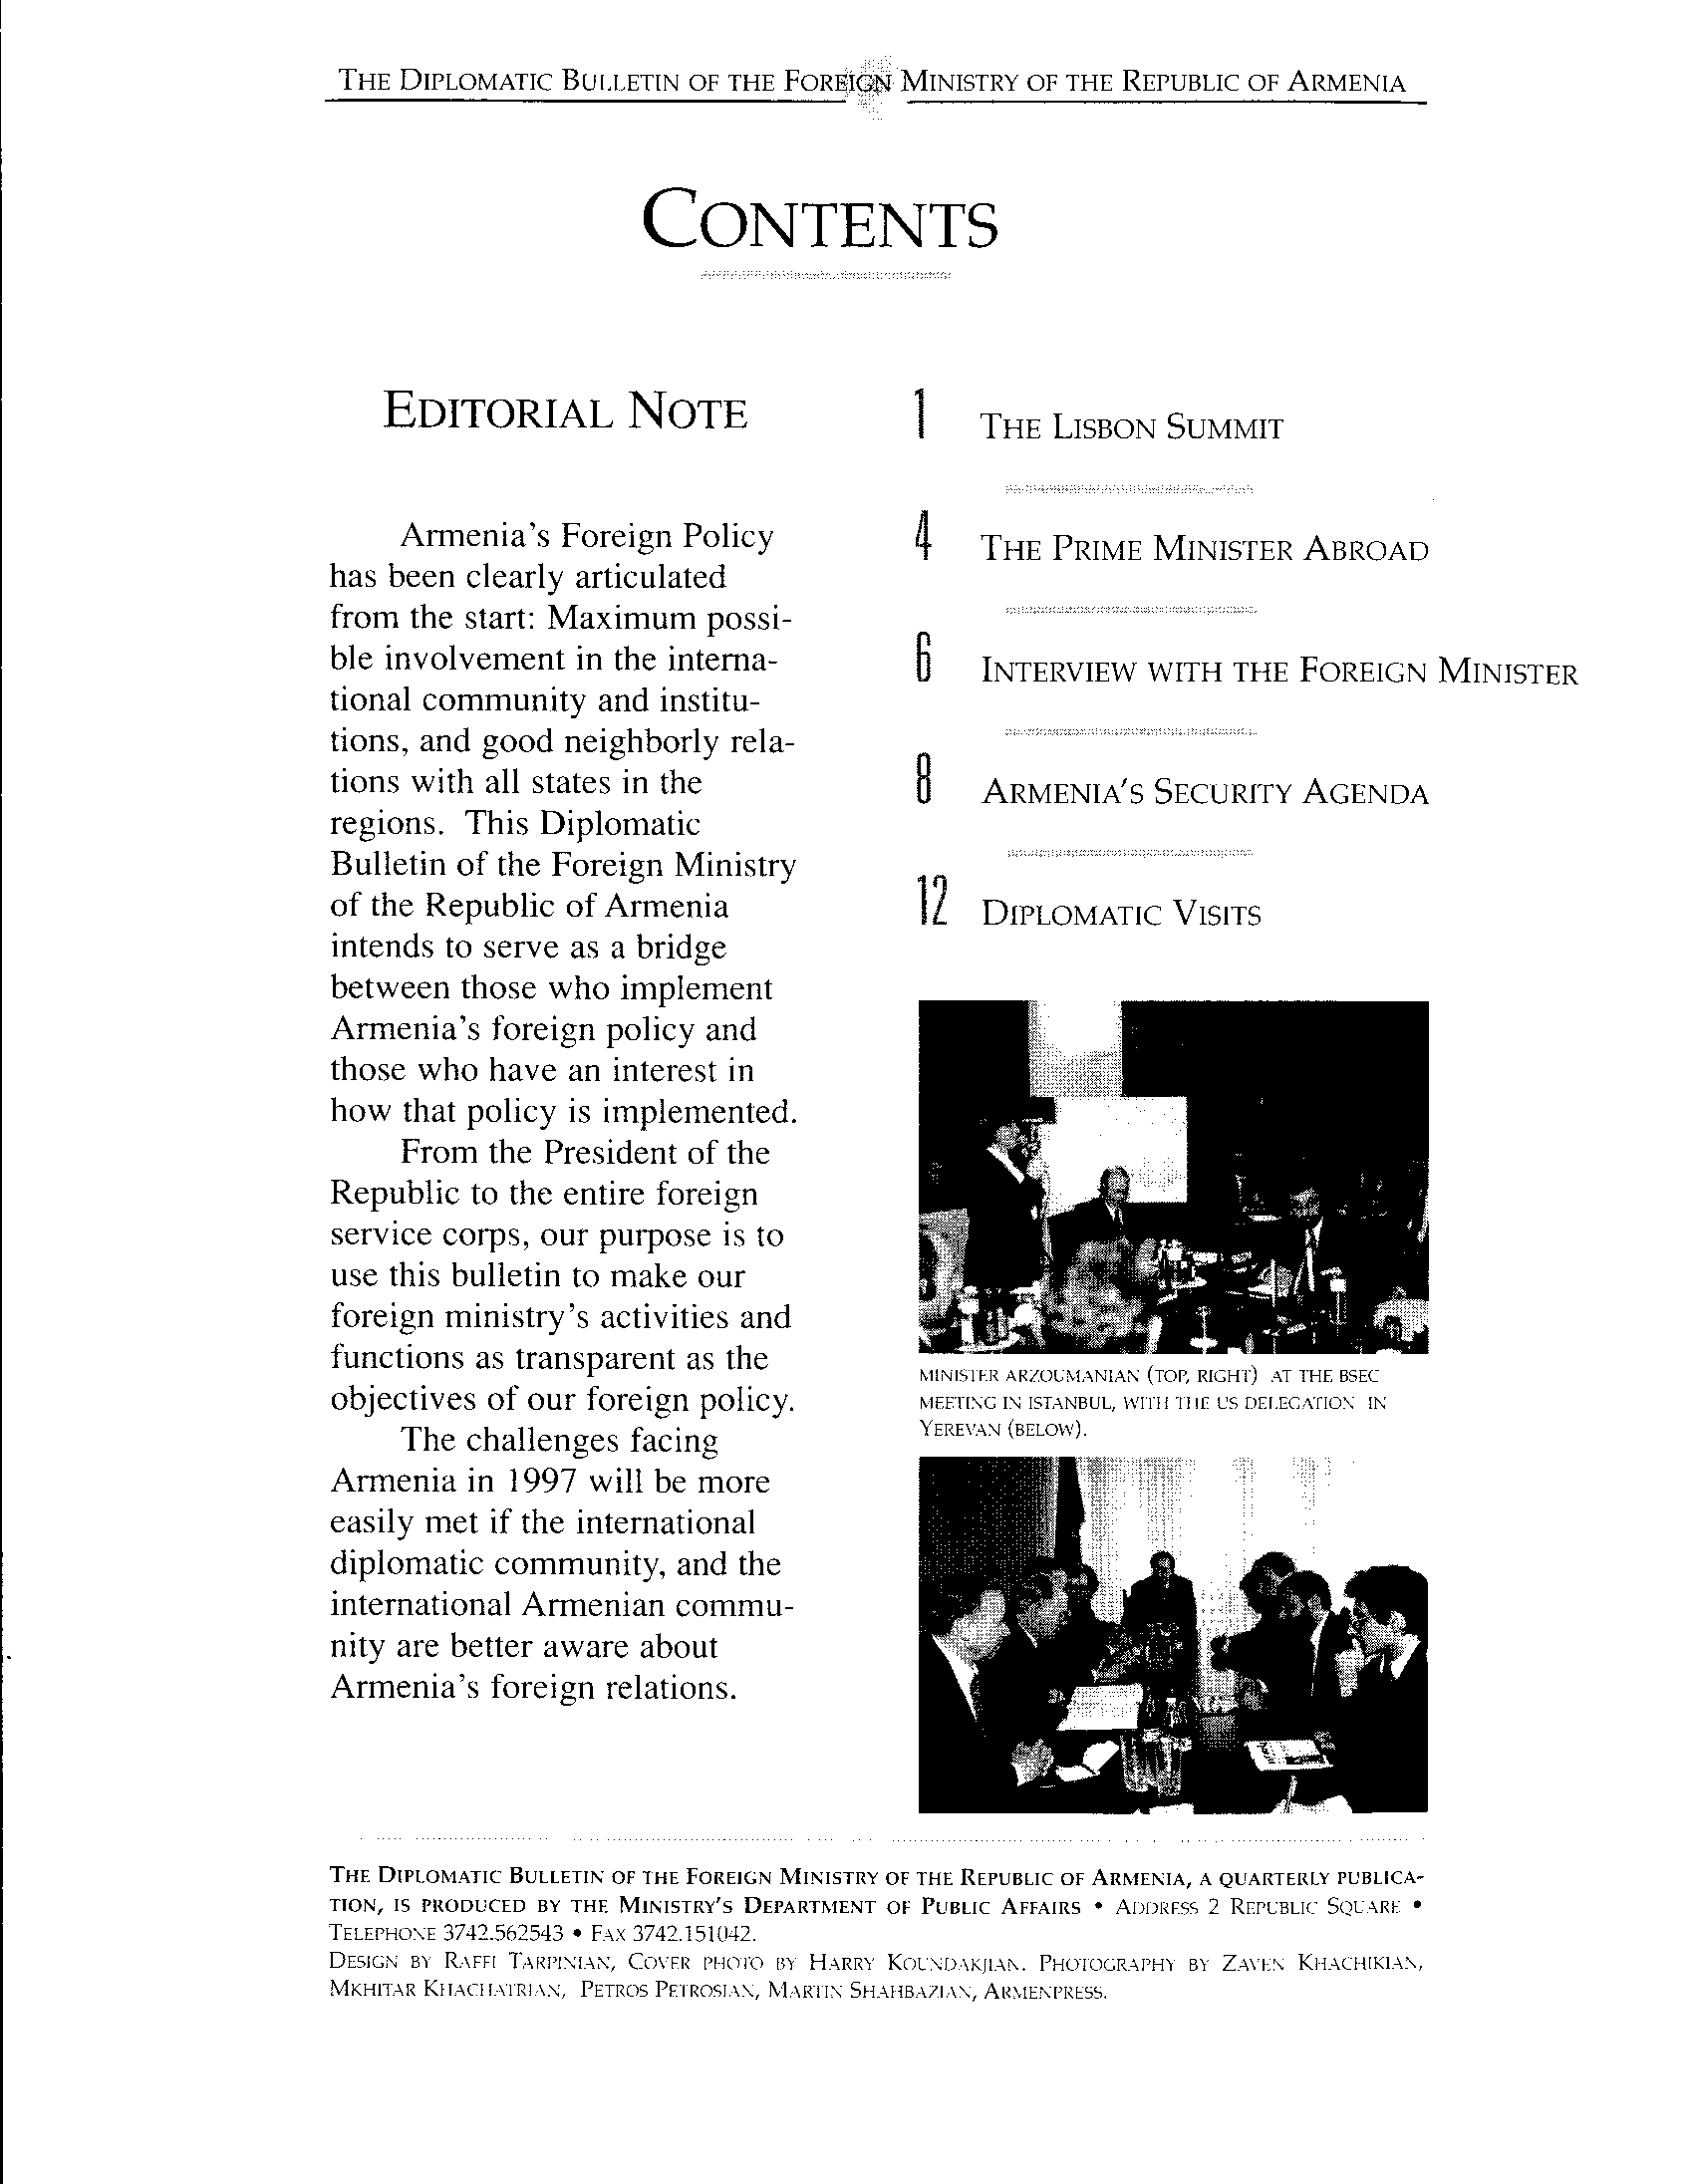 THE DIPLOMATIC BULLETIN OF THE FOREIGN MINISTRY OF THE REPUBLIC OF ARMENIA
CONTENTS
EDITORIAL NOTE
Armenia's Foreign Policy
has been clearly articulated
from the start: Maximum possi-
ble involvement in the interna-
tional community and institu-
tions, and good neighborly rela-
tions with all states in the
regions. This Diplomatic
Bulletin of the Foreign Ministry
of the Republic of Armenia
intends to serve as a bridge
between those who implement
Armenia's foreign policy and
those who have an interest in
how that policy is implemented.
From the President of the
Republic to the entire foreign
service corps, our purpose is to
use this bulletin to make our
foreign ministry's activities and
functions as transparent as the
objectives of our foreign policy.
The challenges facing
Armenia in 1997 will be more
easily met if the international
diplomatic community, and the
international Armenian commu-
nity are better aware about
Armenia's foreign relations.
1 THE LISBON SUMMIT
4 THE PRIME MINISTER ABROAD
6 INTERVIEW WITH THE FOREIGN MINISTER
8 ARMENIA'S SECURITY AGENDA
12 DIPLOMATIC VISITS
MINISTER ARZOUMANIAN (TOP, RIGHT) AT THE BSEC
MEETING IN ISTANBUL, WITH THE US DELEGATION IN
YEREVAN (BELOW).
THE DIPLOMATIC BULLETIN OF THE FOREIGN MINISTRY OF THE REPUBLIC OF ARMENIA, A QUARTERLY PUBLICA-
TION, IS PRODUCED BY THE MINISTRY'S DEPARTMENT OF PUBLIC AFFAIRS • ADDRESS 2 REPUBLIC SQUARE •
TELEPHONE 3742.562543 • FAX 3742.151042.
DESIGN BY RAFFI TARPINIAN, COVER PHOTO BY HARRY KOUNDAKJIAN. PHOTOGRAPHY BY ZAVEN KHACHIKIAN,
MKHITAR KHACHATRIAN, PETROS PETROSIAN, MARTIN SHAHBAZIAN, ARMENPRESS.